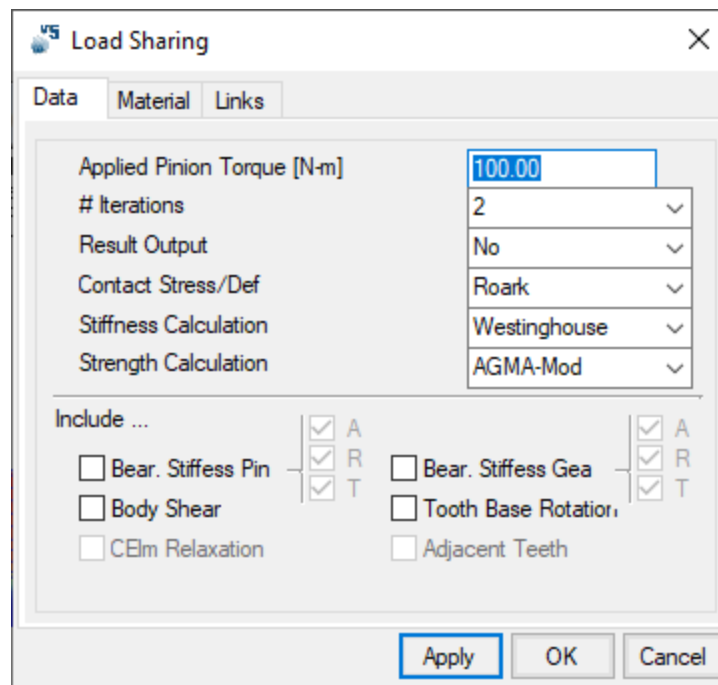 VS Load Sharing
Data Material Links
Applied Pinion Torque [N-m] 100.00
# Iterations 2
Result Output No
Contact Stress/Def Roark
Stiffness Calculation Westinghouse
Strength Calculation AGMA-Mod
Include ...
A A
Bear. Stiffess Pin R Bear. Stiffess Gea R
T T
Body Shear Tooth Base Rotation
CElm Relaxation Adjacent Teeth
Apply OK Cancel